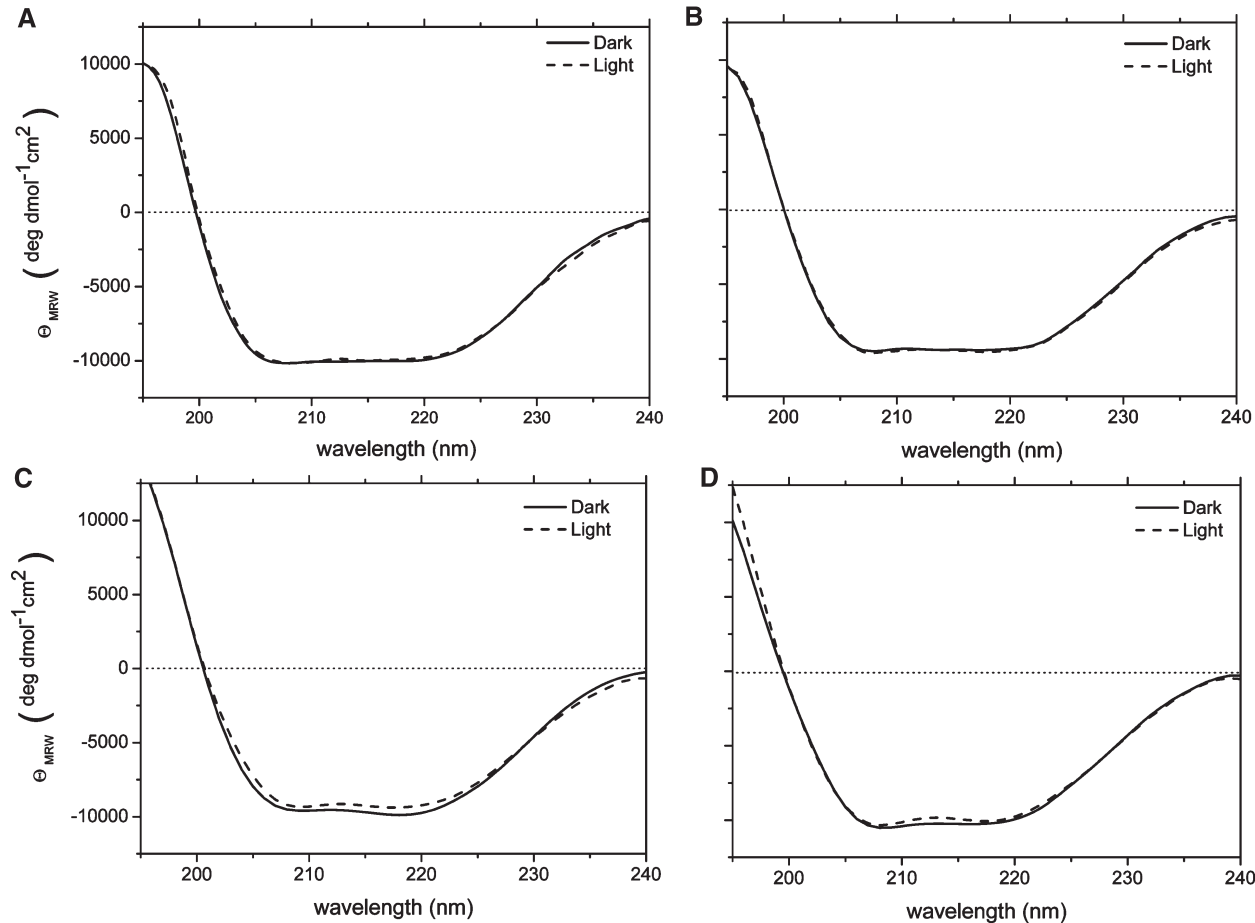 A
Dark
Light
10000
5000
0
-5000
-10000
Θ MRW ( deg dmol⁻¹cm² )
200 210 220 230 240
wavelength (nm)
B
Dark
Light
200 210 220 230 240
wavelength (nm)
C
Dark
Light
10000
5000
0
-5000
-10000
Θ MRW ( deg dmol⁻¹cm² )
200 210 220 230 240
wavelength (nm)
D
Dark
Light
200 210 220 230 240
wavelength (nm)